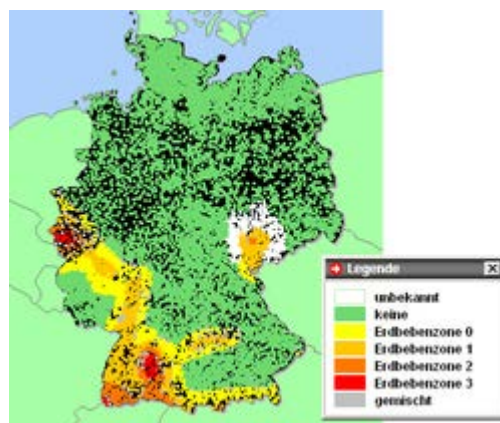 Legende
unbekannt
keine
Erdbebenzone 0
Erdbebenzone 1
Erdbebenzone 2
Erdbebenzone 3
gemischt